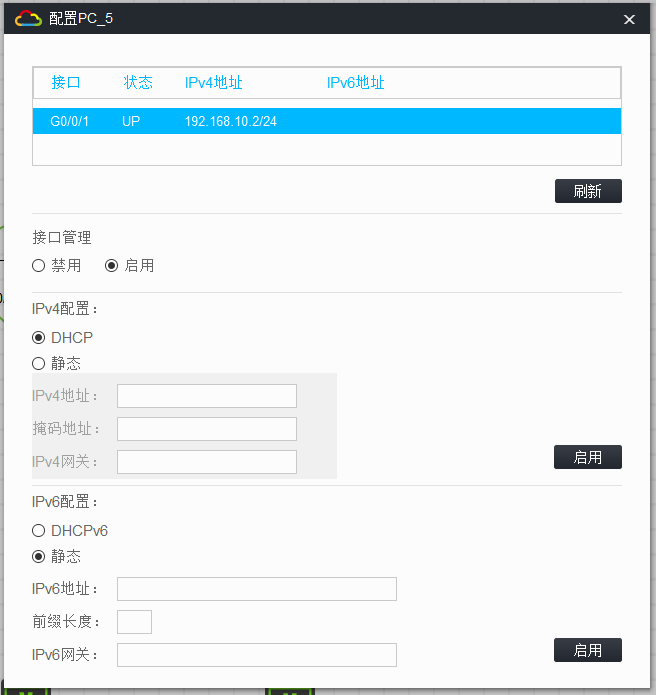 配置PC_5
接口 状态 IPv4地址 IPv6地址
G0/0/1 UP 192.168.10.2/24
刷新
接口管理
禁用 启用
IPv4配置：
DHCP
静态
IPv4地址：
掩码地址：
IPv4网关：
启用
IPv6配置：
DHCPv6
静态
IPv6地址：
前缀长度：
IPv6网关：
启用